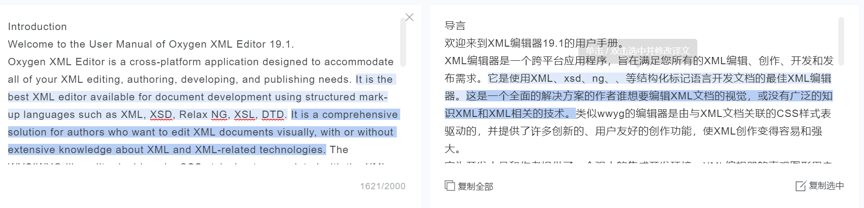 Introduction
Welcome to the User Manual of Oxygen XML Editor 19.1.
Oxygen XML Editor is a cross-platform application designed to accommodate
all of your XML editing, authoring, developing, and publishing needs. It is the
best XML editor available for document development using structured mark-
up languages such as XML, XSD, Relax NG, XSL, DTD. It is a comprehensive
solution for authors who want to edit XML documents visually, with or without
extensive knowledge about XML and XML-related technologies. The
1621/2000
导言
欢迎来到XML编辑器19.1的用户手册。
单击 / 双击选中并修改译文
XML编辑器是一个跨平台应用程序，旨在满足您所有的XML编辑、创作、开发和发
布需求。它是使用XML、xsd、ng、、等结构化标记语言开发文档的最佳XML编辑
器。这是一个全面的解决方案的作者谁想要编辑XML文档的视觉，或没有广泛的知
识XML和XML相关的技术。类似wwyg的编辑器是由与XML文档关联的CSS样式表
驱动的，并提供了许多创新的、用户友好的创作功能，使XML创作变得容易和强
大。
复制全部
复制选中